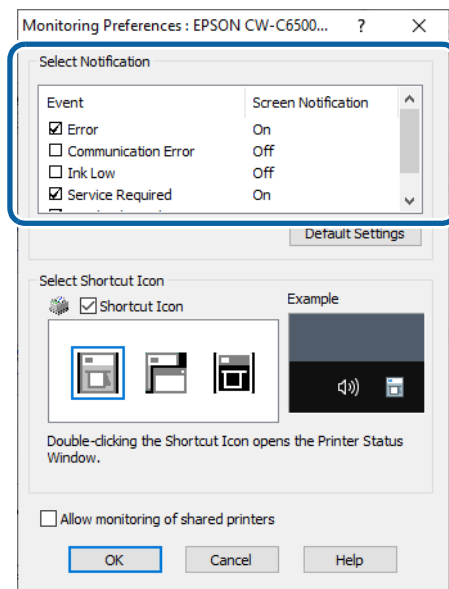 Monitoring Preferences : EPSON CW-C6500... ? ×
Select Notification
Event Screen Notification
Error On
Communication Error Off
Ink Low Off
Service Required On
Default Settings
Select Shortcut Icon
Shortcut Icon
Example
Double-clicking the Shortcut Icon opens the Printer Status
Window.
Allow monitoring of shared printers
OK Cancel Help